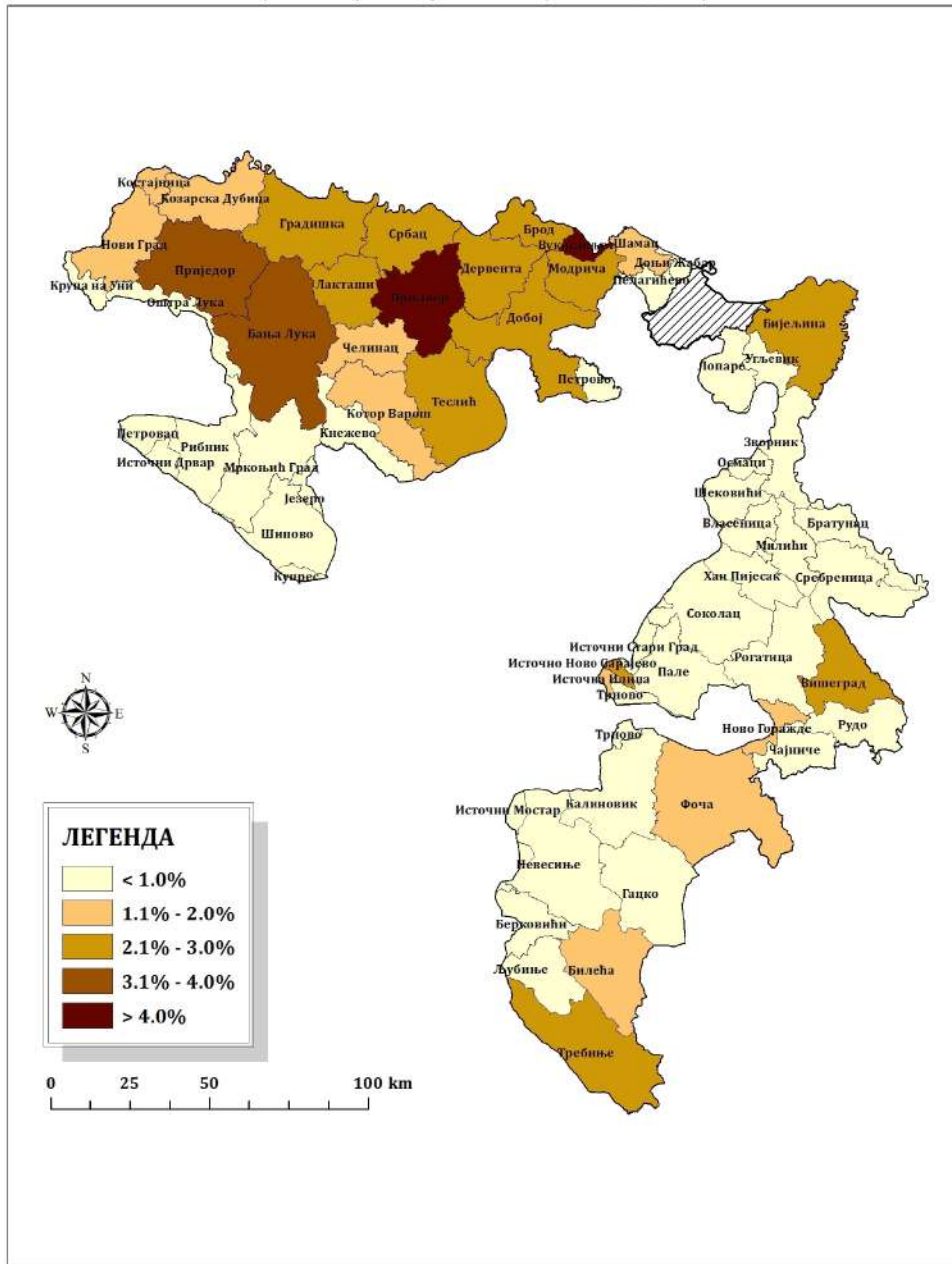 Костајница
Козарска Дубица
Градишка
Србац
Брод
Шамац
Нови Град
Дервента
Модрича
Доњи Жабар
Приједор
Лакташи
Пелагићево
Крупа на Уни
Оштра Лука
Бања Лука
Добој
Бијељина
Челинац
Угљевик
Лопаре
Теслић
Петрово
Котор Варош
Кнежево
Петровац
Рибник
Источни Дрвар
Мркоњић Град
Зворник
Осмаци
Језеро
Шековићи
Шипово
Власеница
Братунац
Милићи
Купрес
Хан Пијесак
Сребреница
Соколац
Источни Стари Град
Источно Ново Сарајево
Рогатица
Источна Илиџа
Пале
Вишеград
Трново
N
W
E
S
Ново Горажде
Рудо
Трново
Чајниче
Источни Мостар
Калиновик
Фоча
Невесиње
Гацко
Берковићи
Љубиње
Билећа
Требиње
ЛЕГЕНДА
< 1.0%
1.1% - 2.0%
2.1% - 3.0%
3.1% - 4.0%
> 4.0%
0 25 50 100 km